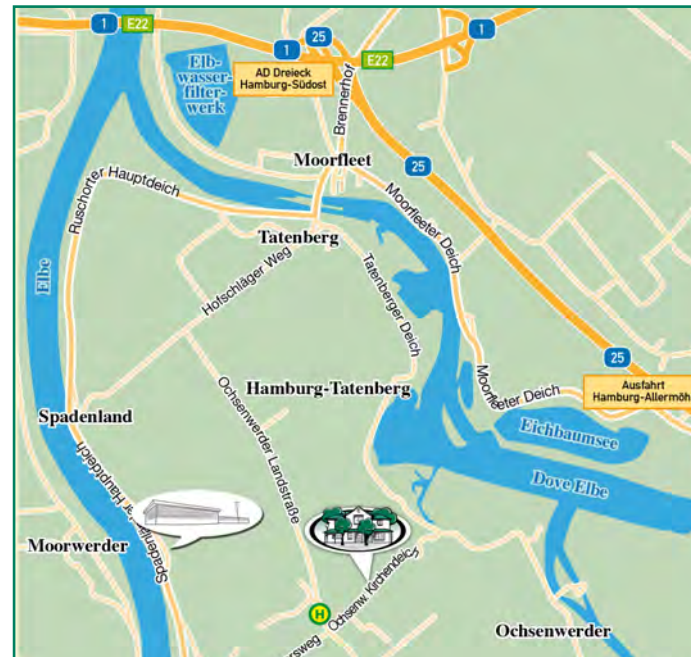 1
E22
25
1
1
E22
AD Dreieck
Hamburg-Südost
Elb-
wasser-
filter-
werk
Brennerhof
Moorfleet
25
Ruschorter Hauptdeich
Moorfleeter Deich
Tatenberg
Elbe
Hofschläger Weg
Tatenberger Deich
25
Ausfahrt
Hamburg-Allermöh
Hamburg-Tatenberg
Moorfleeter Deich
Ochsenwerder Landstraße
Spadenland
Eichbaumsee
Hauptdeich
Dove Elbe
Moorwerder
Ochsenw. Kirchendeich
H
Ochsenwerder